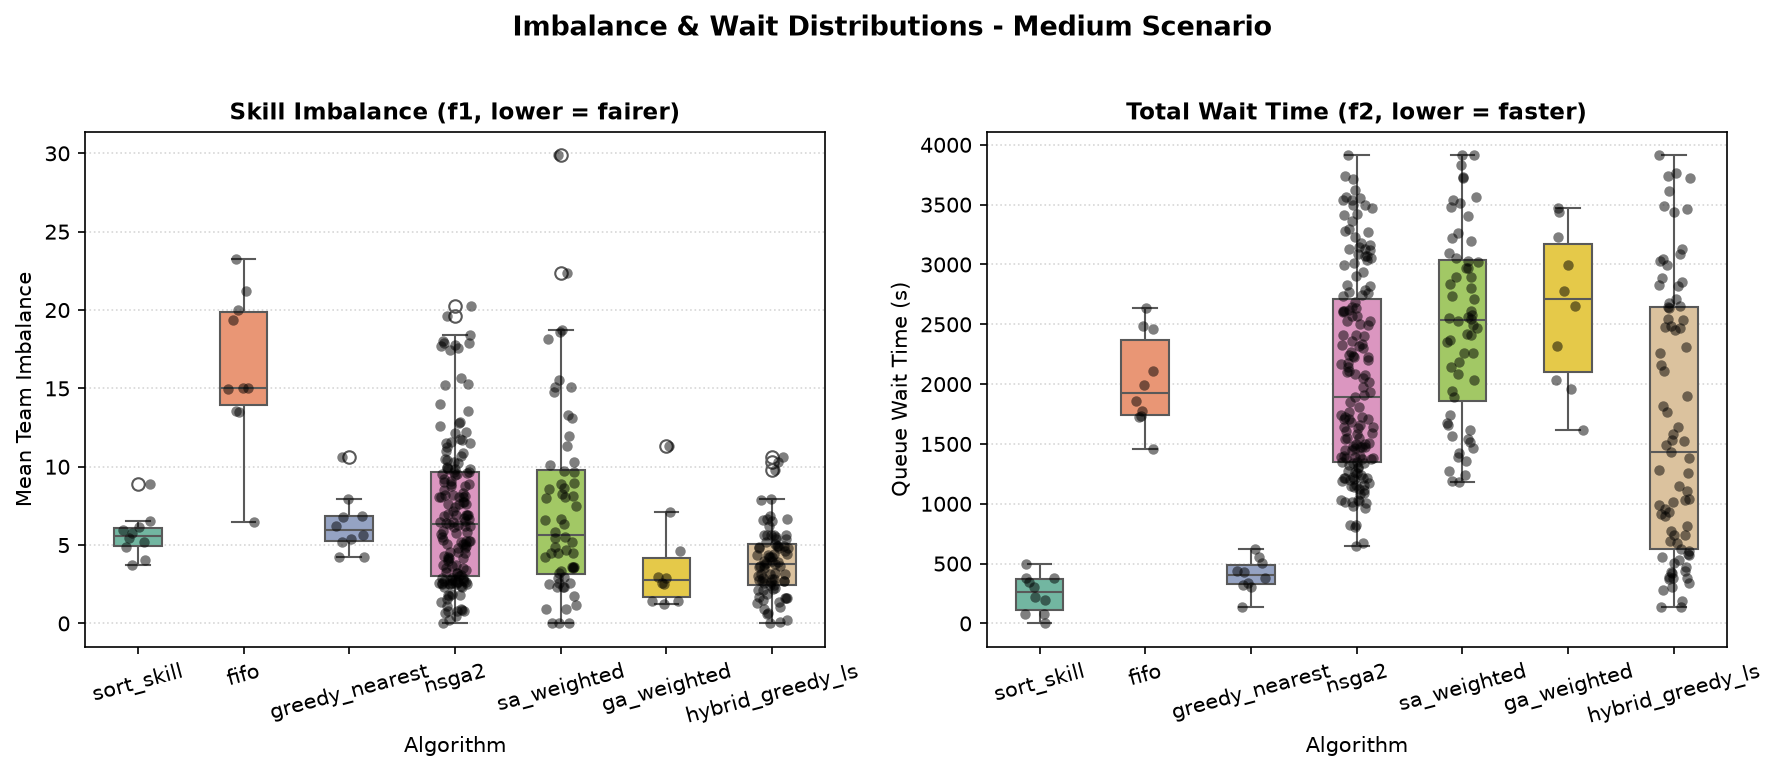 Imbalance & Wait Distributions - Medium Scenario
Skill Imbalance (f1, lower = fairer)
Mean Team Imbalance
30
25
20
15
10
5
0
sort_skill
fifo
greedy_nearest
nsga2
sa_weighted
ga_weighted
hybrid_greedy_ls
Algorithm
Total Wait Time (f2, lower = faster)
Queue Wait Time (s)
4000
3500
3000
2500
2000
1500
1000
500
0
sort_skill
fifo
greedy_nearest
nsga2
sa_weighted
ga_weighted
hybrid_greedy_ls
Algorithm